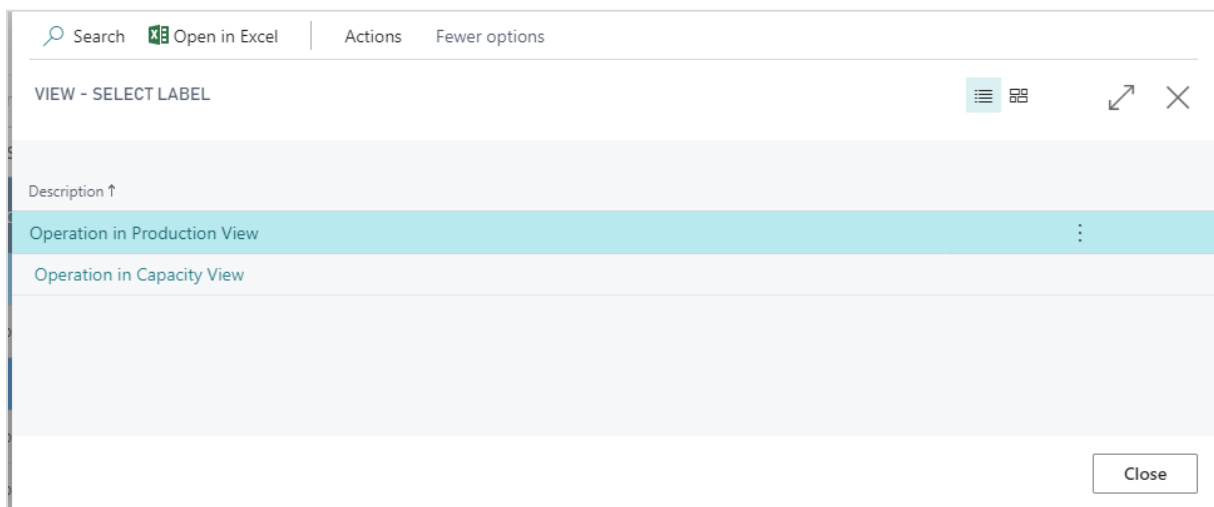 Search Open in Excel Actions Fewer options
VIEW - SELECT LABEL
Description ↑
Operation in Production View
Operation in Capacity View
Close